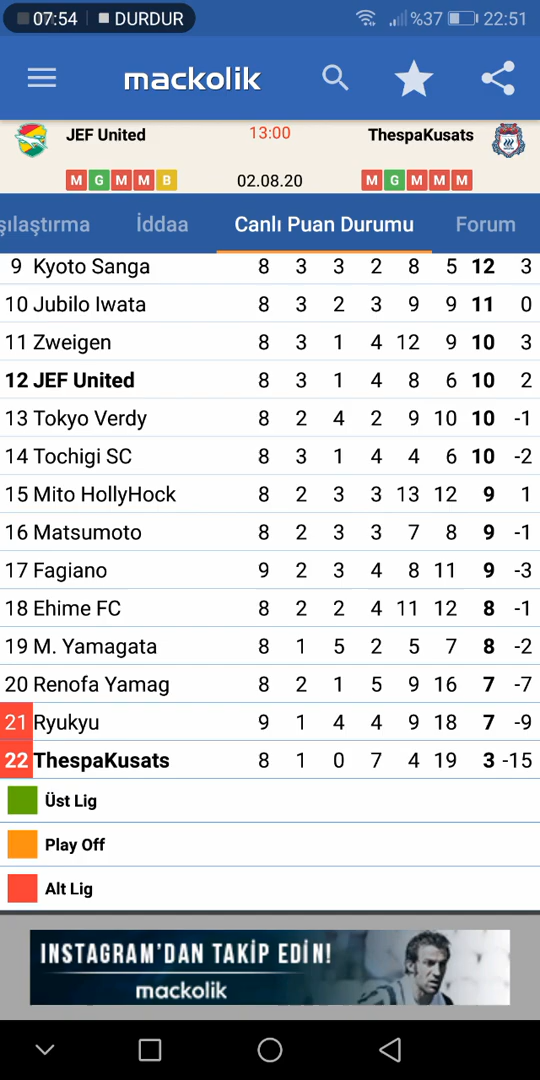 07:54 DURDUR %37 22:51
mackolik
JEF United 13:00 ThespaKusats
M G M M B 02.08.20 M G M M M
şılaştırma İddaa Canlı Puan Durumu Forum
9 Kyoto Sanga 8 3 3 2 8 5 12 3
10 Jubilo Iwata 8 3 2 3 9 9 11 0
11 Zweigen 8 3 1 4 12 9 10 3
12 JEF United 8 3 1 4 8 6 10 2
13 Tokyo Verdy 8 2 4 2 9 10 10 -1
14 Tochigi SC 8 3 1 4 4 6 10 -2
15 Mito HollyHock 8 2 3 3 13 12 9 1
16 Matsumoto 8 2 3 3 7 8 9 -1
17 Fagiano 9 2 3 4 8 11 9 -3
18 Ehime FC 8 2 2 4 11 12 8 -1
19 M. Yamagata 8 1 5 2 5 7 8 -2
20 Renofa Yamag 8 2 1 5 9 16 7 -7
21 Ryukyu 9 1 4 4 9 18 7 -9
22 ThespaKusats 8 1 0 7 4 19 3 -15
Üst Lig
Play Off
Alt Lig
INSTAGRAM'DAN TAKİP EDİN!
mackolik